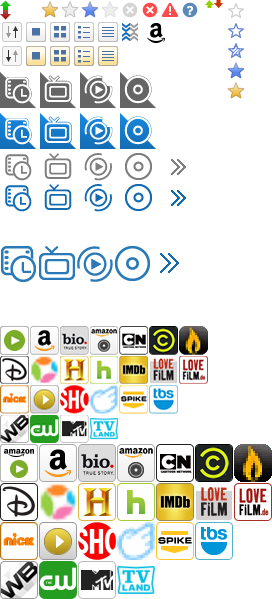 ?
a
a bio. TRUE STORY amazon CN C
D H h IMDb LOVE FiLM LOVE FiLM.de
nick SHO SPIKE tbs
WB CW MTV TV LAND
amazon a bio. TRUE STORY amazon CN CARTOON NETWORK C
D H h IMDb LOVE FiLM LOVE FiLM.de
nick SHO SPIKE tbs
WB THE CW MTV TV LAND